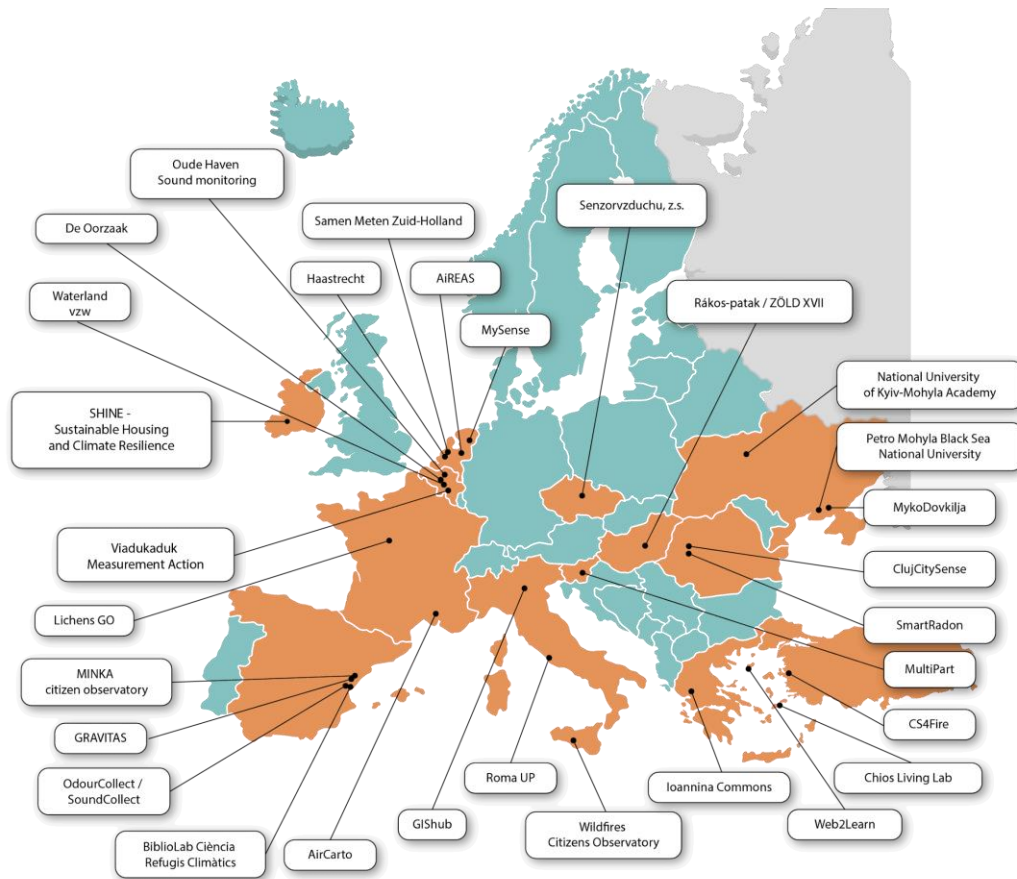 Oude Haven
Sound monitoring
Senzorvzduchu, z.s.
De Oorzaak
Samen Meten Zuid-Holland
Haastrecht
AiREAS
Waterland
vzw
Rákos-patak / ZÖLD XVII
MySense
National University
of Kyiv-Mohyla Academy
SHINE -
Sustainable Housing
and Climate Resilience
Petro Mohyla Black Sea
National University
MykoDovkilja
Viadukaduk
Measurement Action
ClujCitySense
Lichens GO
SmartRadon
MINKA
citizen observatory
MultiPart
GRAVITAS
CS4Fire
OdourCollect /
SoundCollect
Roma UP
Ioannina Commons
Chios Living Lab
GIShub
Wildfires
Citizens Observatory
Web2Learn
BiblioLab Ciència
Refugis Climàtics
AirCarto